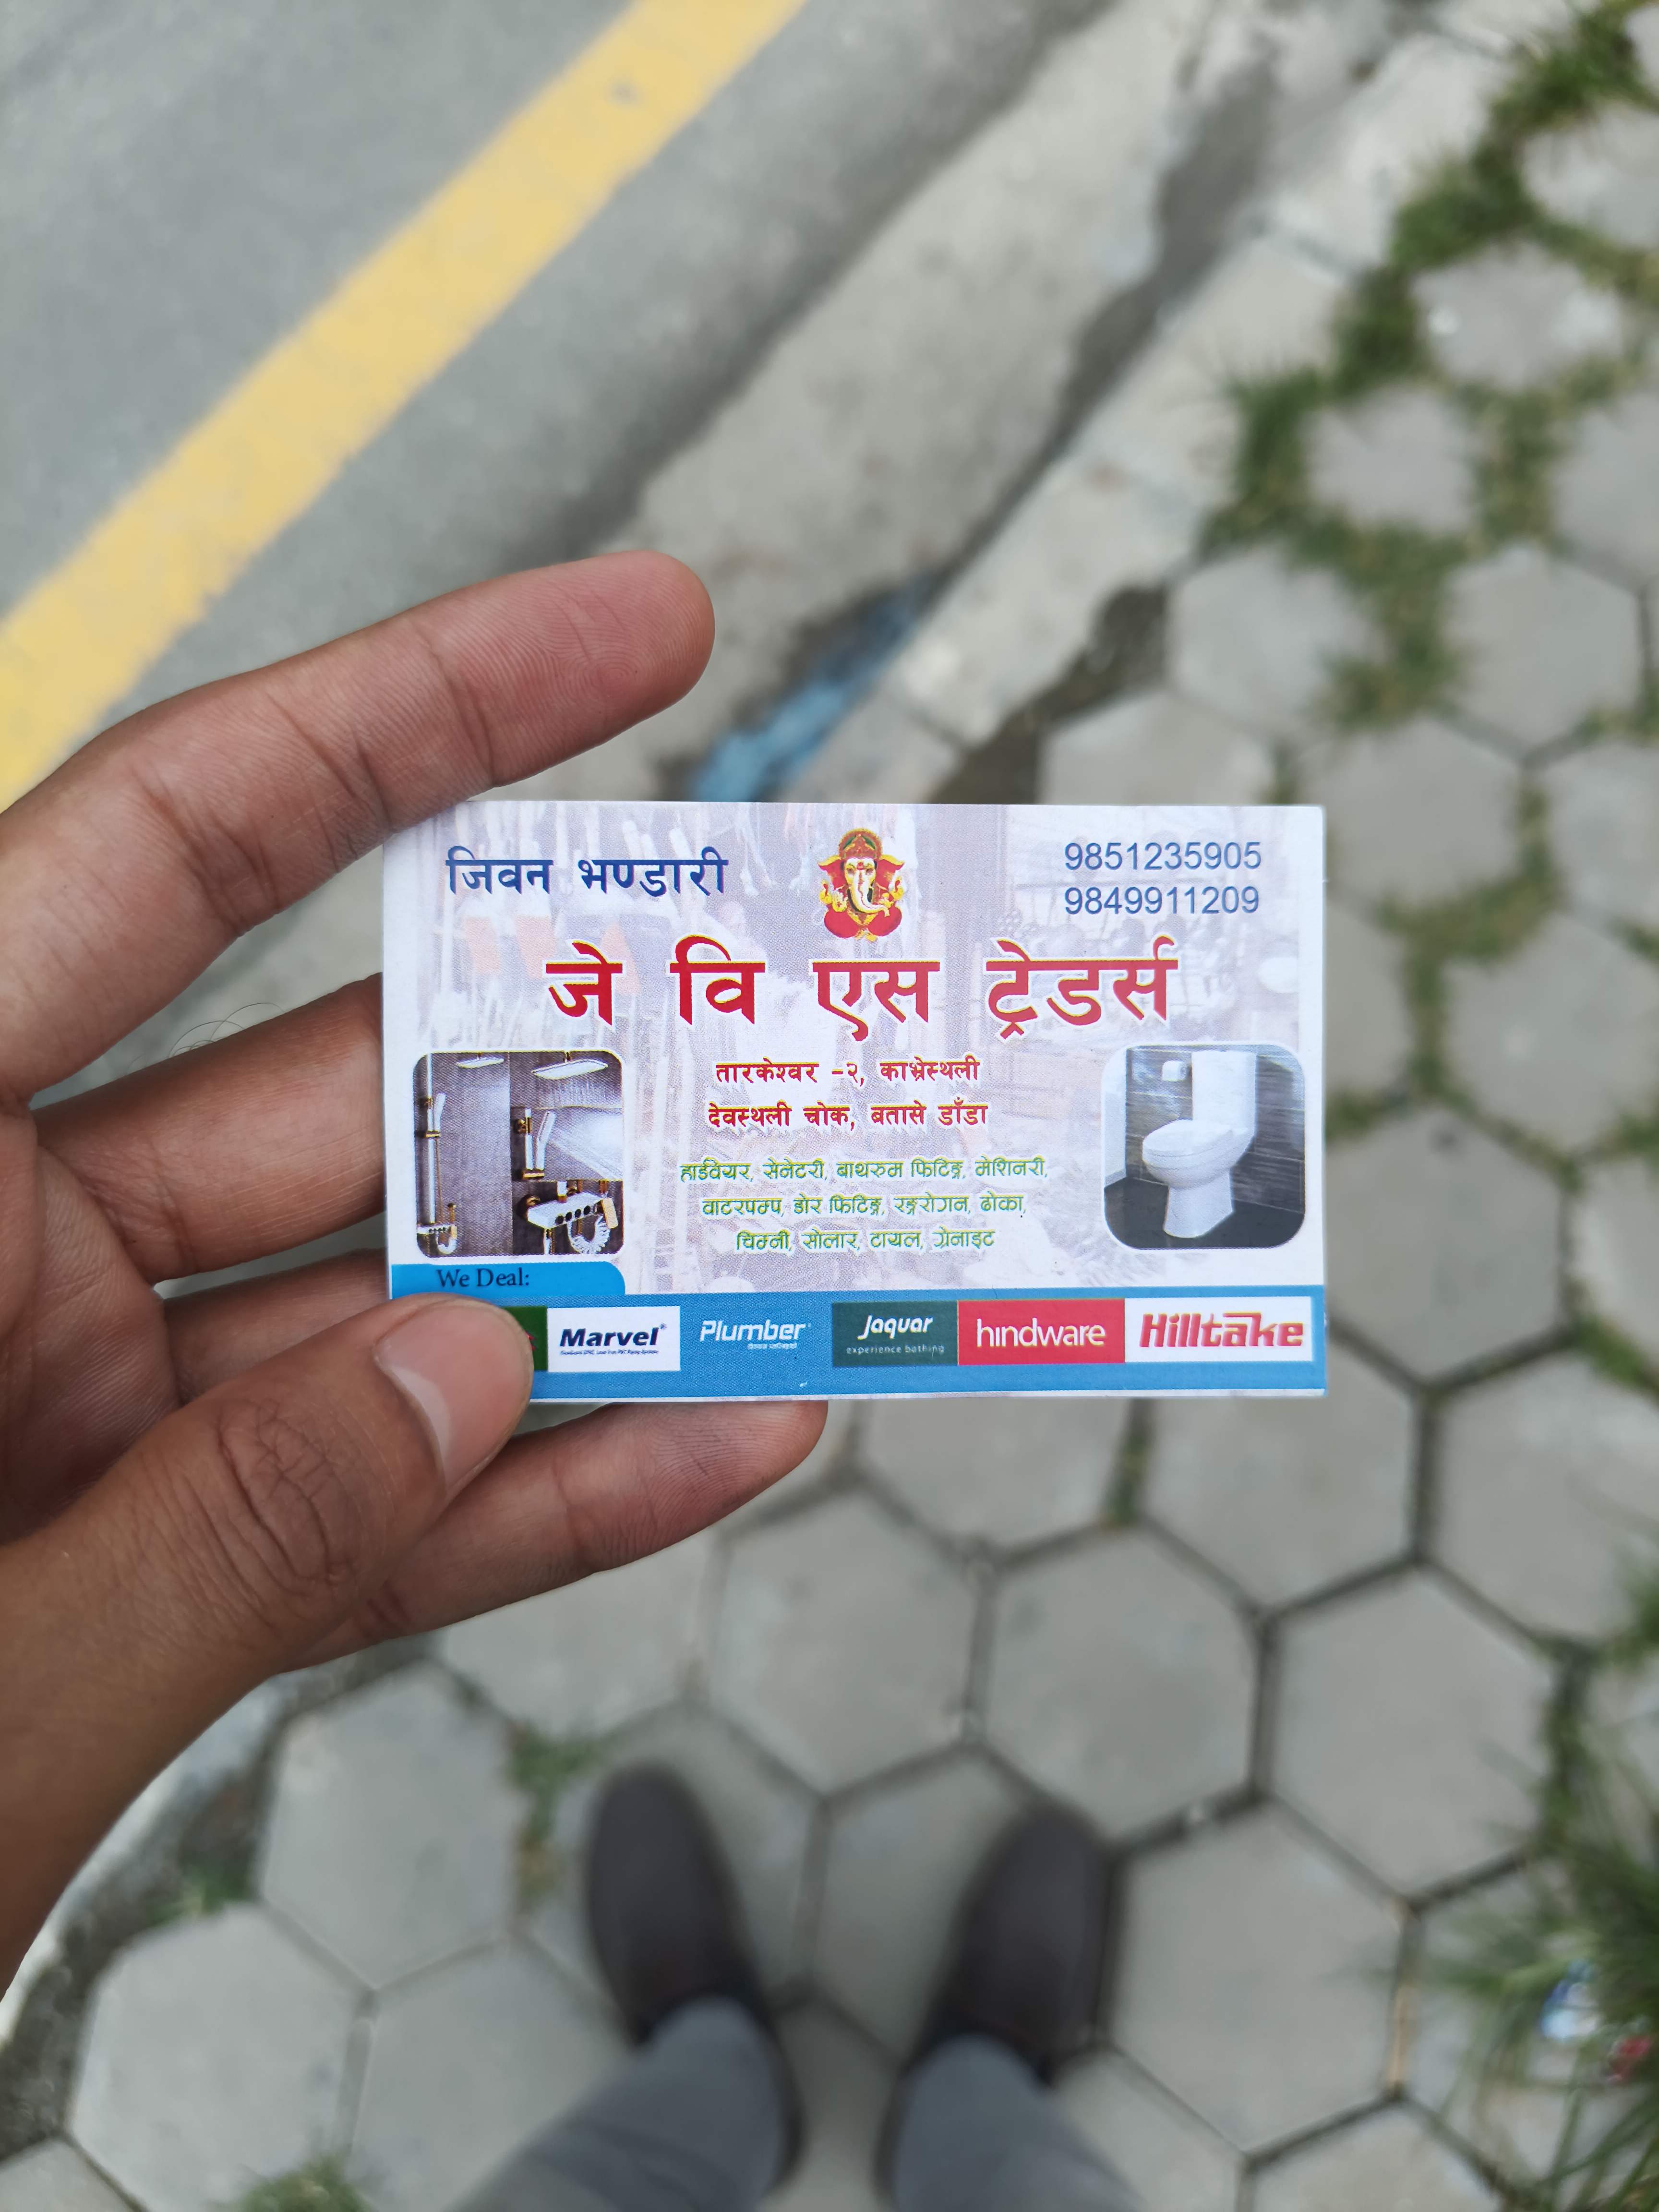 जिवन भण्डारी
9851235905
9849911209
जे वि एस ट्रेडर्स
तारकेश्वर -२, काभ्रेस्थली
देवस्थली चोक, बतासे डाँडा
हार्डवेयर, सेनेटरी, बाथरुम फिटिङ्ग, मेशिनरी,
वाटरपम्प, डोर फिटिङ्ग, रङ्गरोगन, ढोका,
चिम्नी, सोलार, टायल, ग्रेनाइट
We Deal:
Marvel®
Plumber
Jaquar
experience bathing
hindware
Hilltake